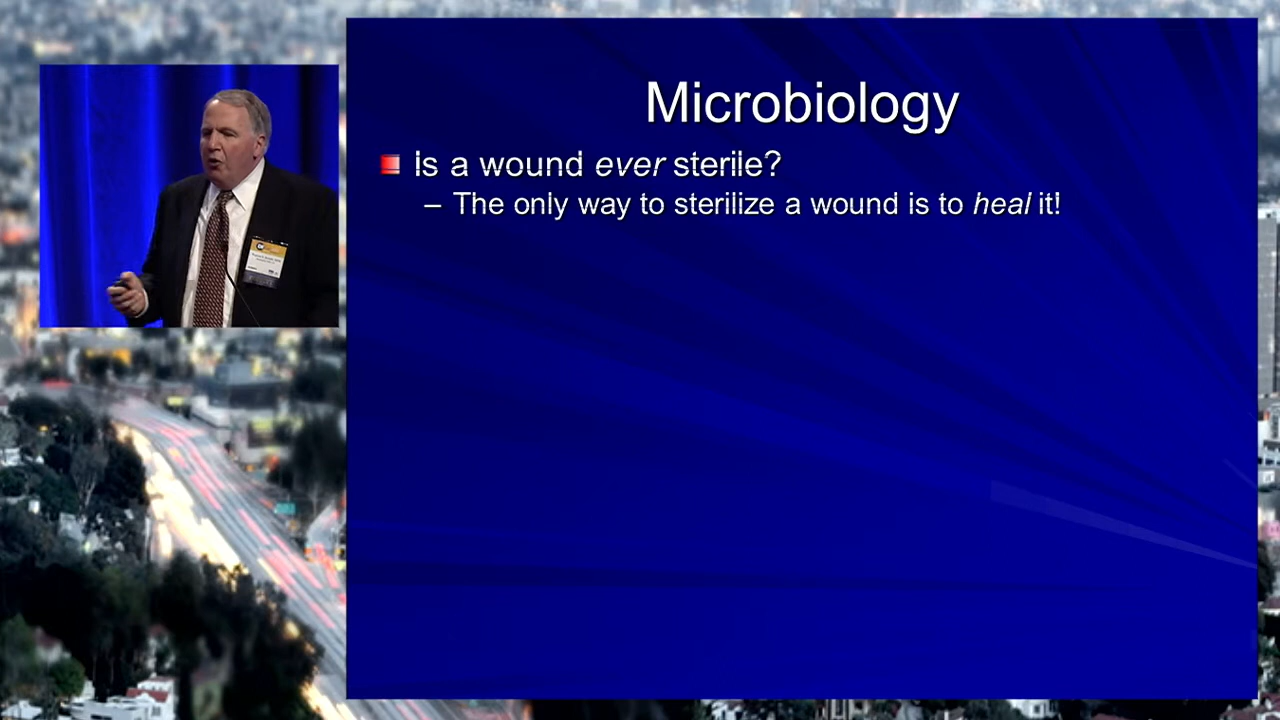 Microbiology
Is a wound ever sterile?
– The only way to sterilize a wound is to heal it!